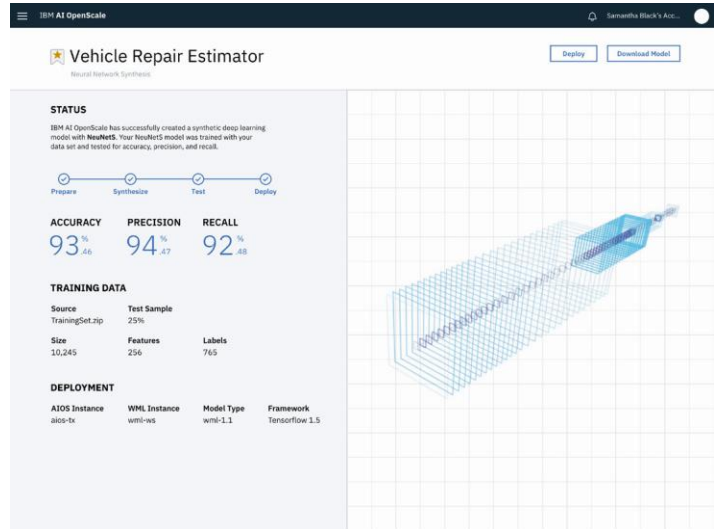 IBM AI OpenScale
Samantha Black's Acc...
Vehicle Repair Estimator
Neural Network Synthesis
Deploy
Download Model
STATUS
IBM AI OpenScale has successfully created a synthetic deep learning
model with NeuNetS. Your NeuNetS model was trained with your
data set and tested for accuracy, precision, and recall.
Prepare Synthesize Test Deploy
ACCURACY PRECISION RECALL
93%.46 94%.47 92%.48
TRAINING DATA
Source Test Sample
TrainingSet.zip 25%
Size Features Labels
10,245 256 765
DEPLOYMENT
AIOS Instance WML Instance Model Type Framework
aios-tx wml-ws wml-1.1 Tensorflow 1.5